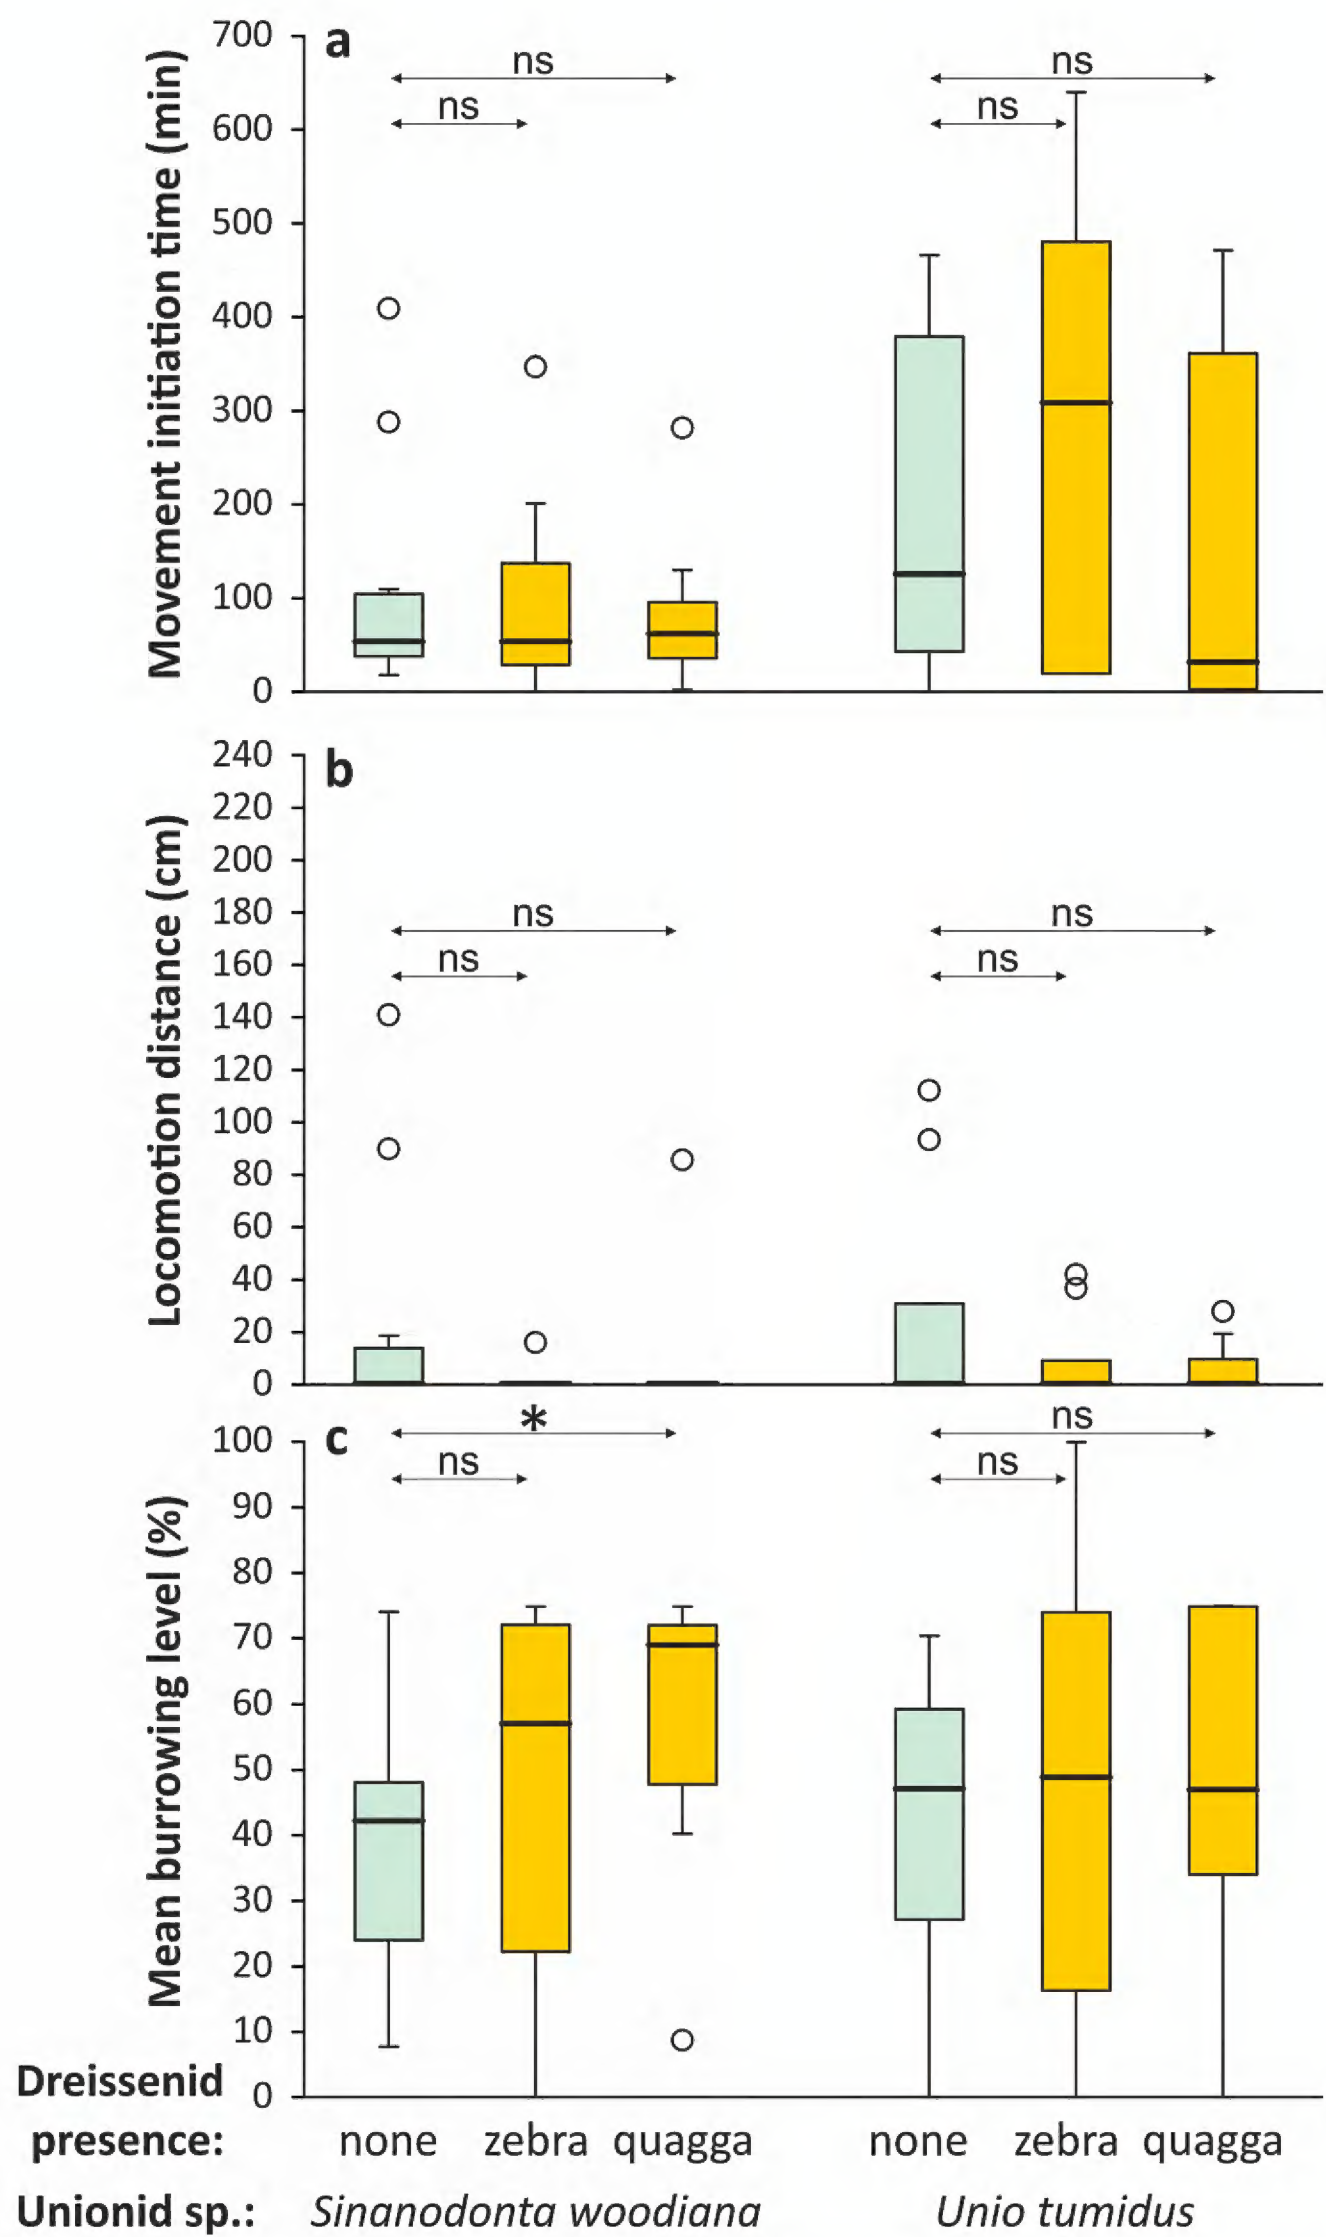 a
Movement initiation time (min)
700
600
500
400
300
200
100
0
ns
ns
ns
ns
b
Locomotion distance (cm)
240
220
200
180
160
140
120
100
80
60
40
20
0
ns
ns
ns
ns
c
Mean burrowing level (%)
100
90
80
70
60
50
40
30
20
10
0
*
ns
ns
ns
Dreissenid
presence: none zebra quagga none zebra quagga
Unionid sp.: Sinanodonta woodiana Unio tumidus